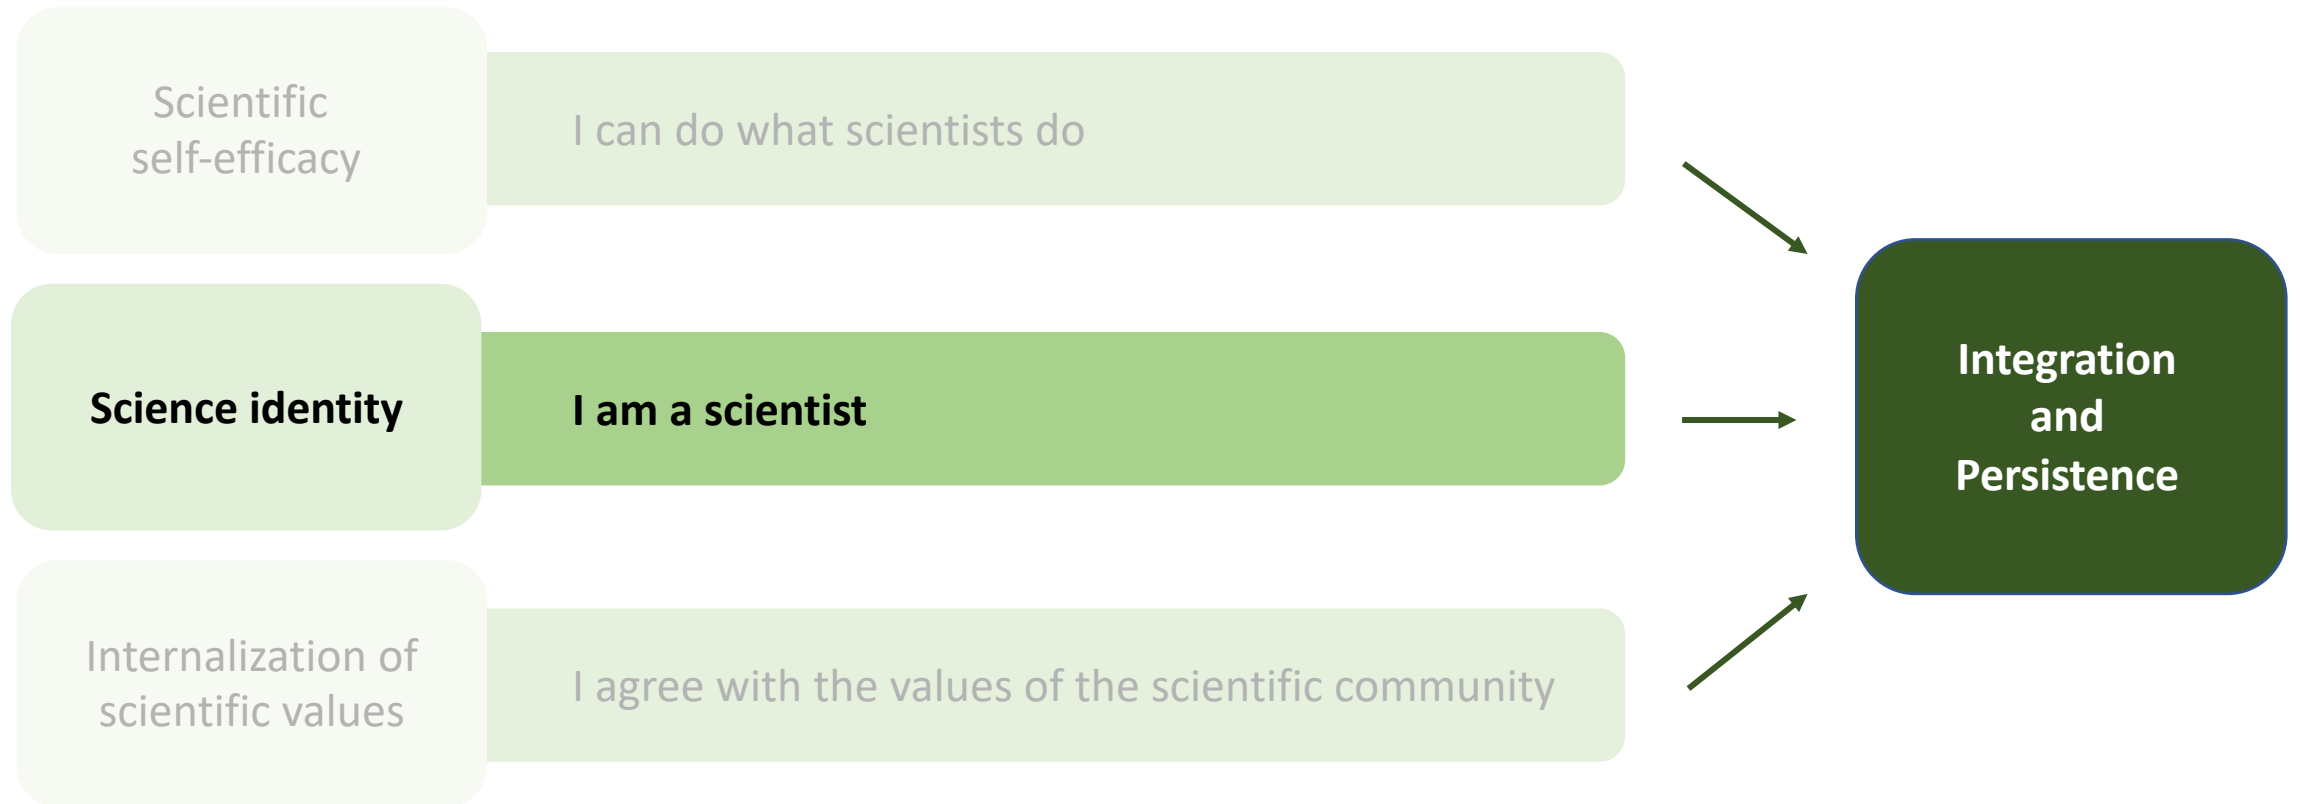 Scientific
self-efficacy
I can do what scientists do
Science identity
I am a scientist
Internalization of
scientific values
I agree with the values of the scientific community
Integration
and
Persistence